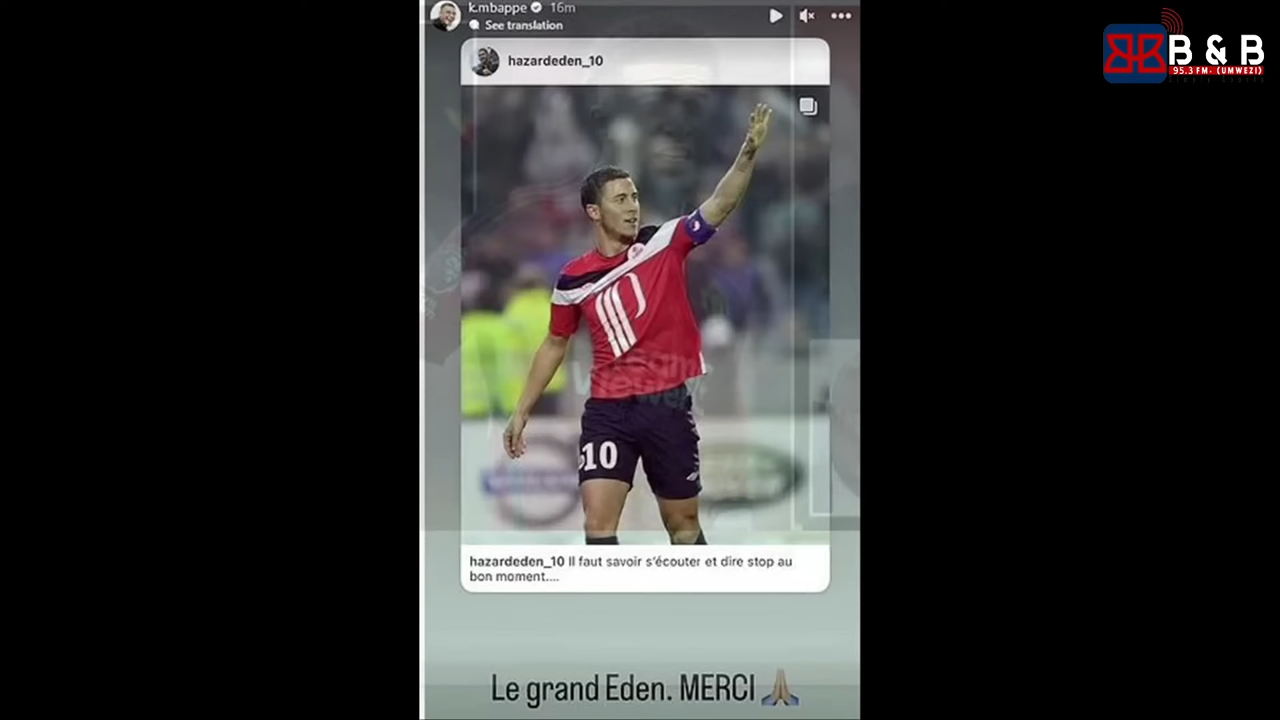 k.mbappe 16m
See translation
hazardeden_10
B & B
95.3 FM. (UMWEZI)
10
hazardeden_10 Il faut savoir s'écouter et dire stop au
bon moment....
Le grand Eden. MERCI 🙏🏽